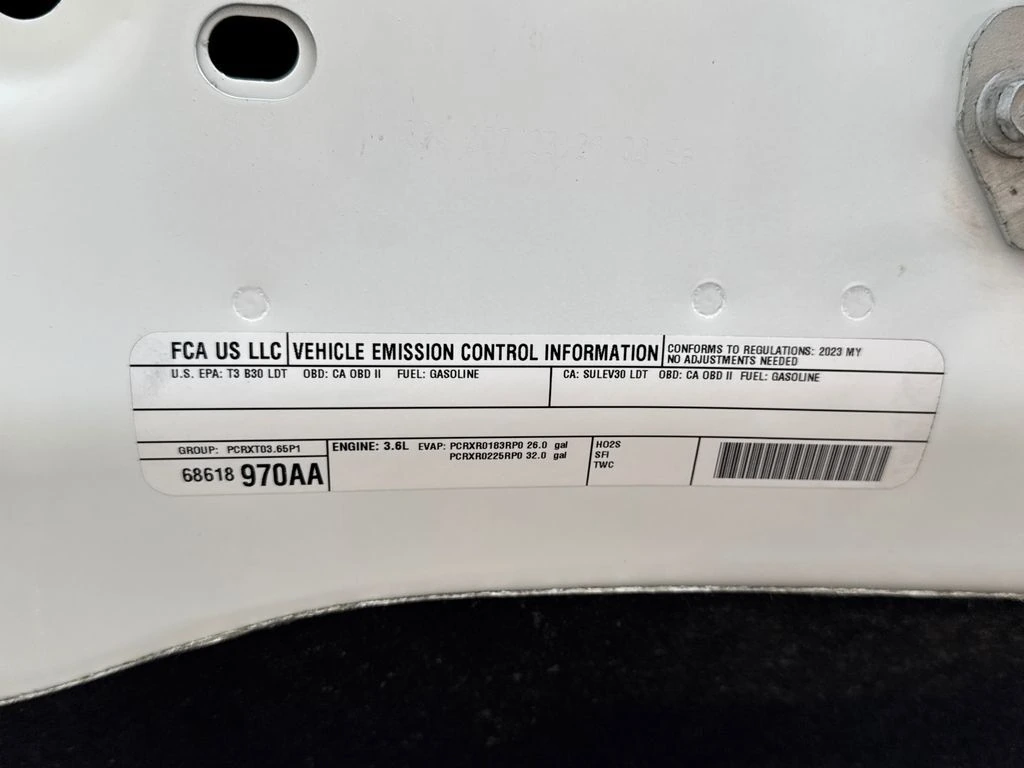 FCA US LLC VEHICLE EMISSION CONTROL INFORMATION CONFORMS TO REGULATIONS: 2023 MY
NO ADJUSTMENTS NEEDED
U.S. EPA: T3 B30 LDT OBD: CA OBD II FUEL: GASOLINE CA: SULEV30 LDT OBD: CA OBD II FUEL: GASOLINE
GROUP: PCRXT03.65P1 ENGINE: 3.6L EVAP: PCRXR0183RP0 26.0 gal HO2S
PCRXR0225RP0 32.0 gal SFI
TWC
68618 970AA